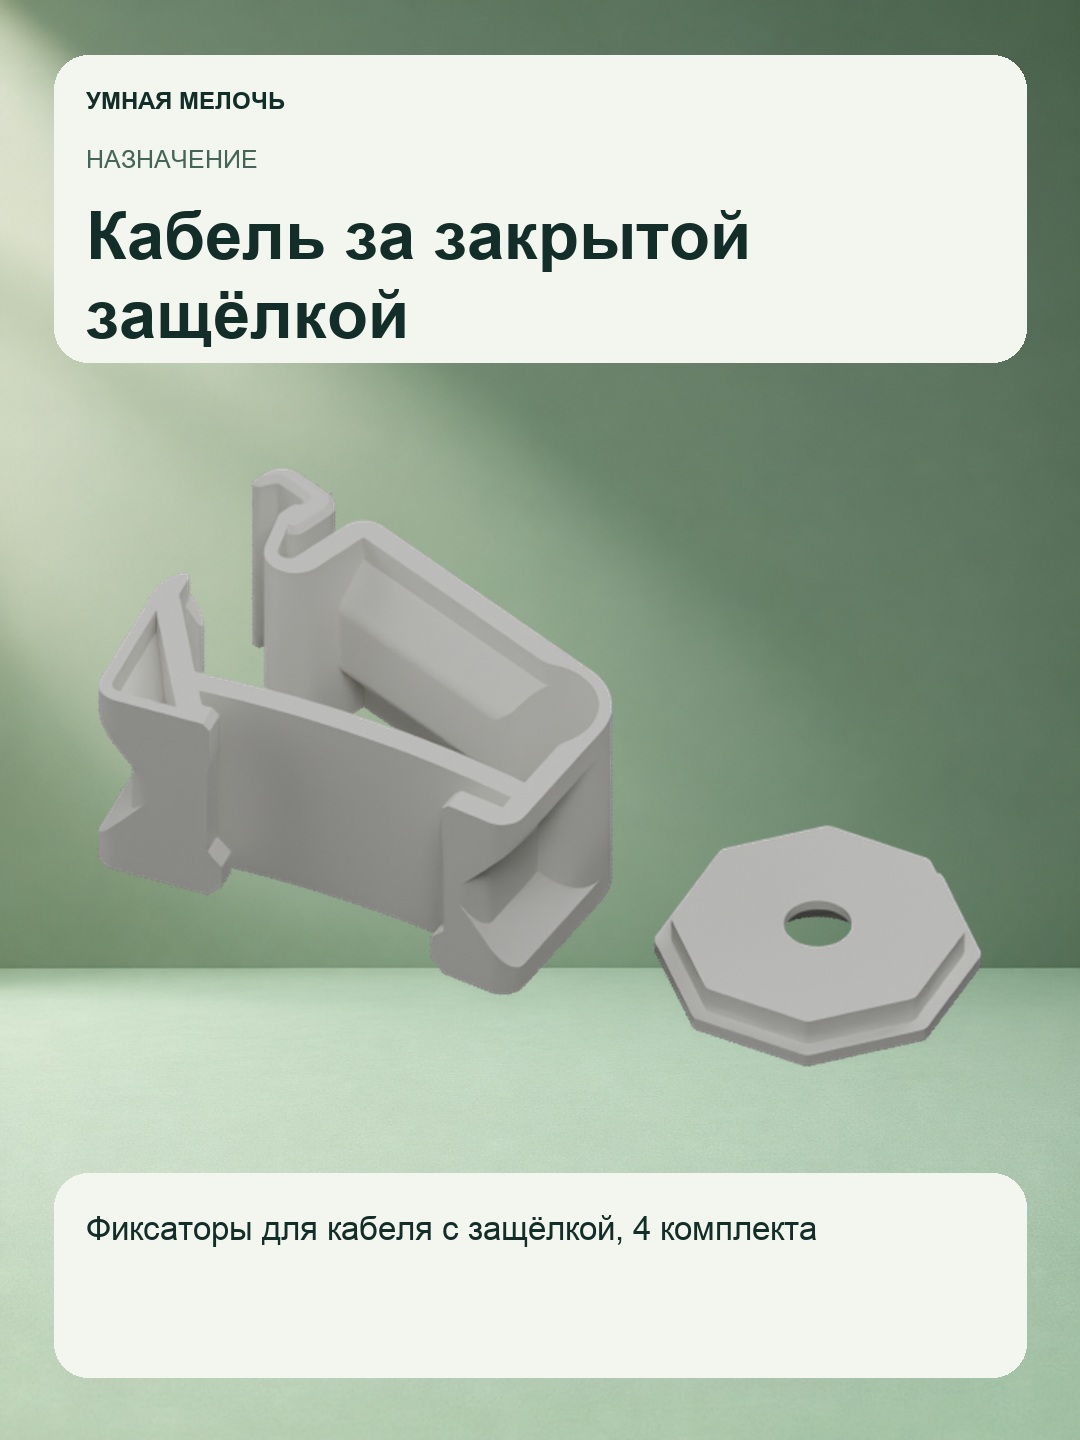 УМНАЯ МЕЛОЧЬ
НАЗНАЧЕНИЕ
Кабель за закрытой
защёлкой
Фиксаторы для кабеля с защёлкой, 4 комплекта